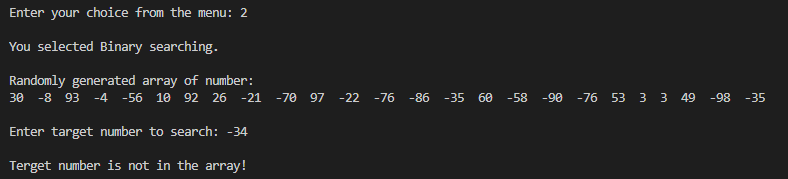 Enter your choice from the menu: 2
You selected Binary searching.
Randomly generated array of number:
30 -8 93 -4 -56 10 92 26 -21 -70 97 -22 -76 -86 -35 60 -58 -90 -76 53 3 3 49 -98 -35
Enter target number to search: -34
Terget number is not in the array!